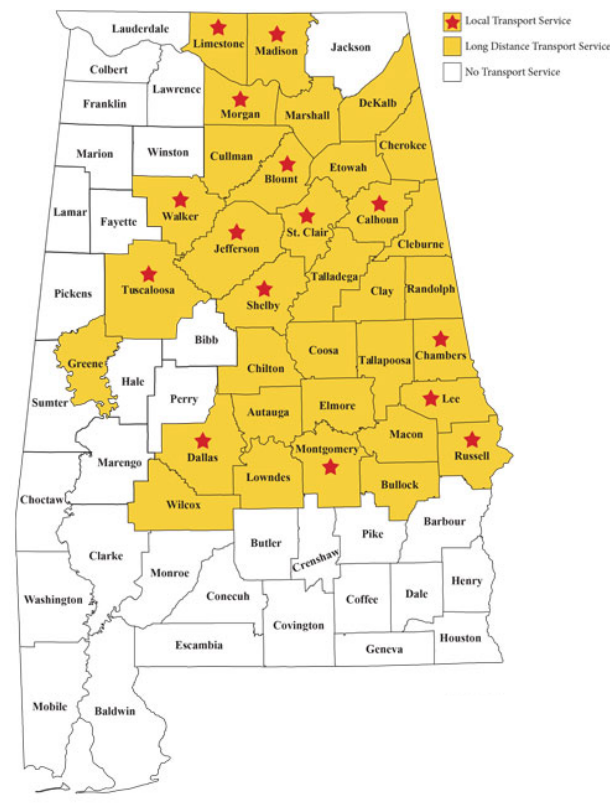 Local Transport Service
Long Distance Transport Service
No Transport Service
Lauderdale
Limestone
Madison
Jackson
Colbert
Lawrence
Franklin
Morgan
Marshall
DeKalb
Cherokee
Marion
Winston
Cullman
Blount
Etowah
Lamar
Fayette
Walker
Jefferson
St. Clair
Calhoun
Cleburne
Pickens
Tuscaloosa
Shelby
Talladega
Clay
Randolph
Bibb
Greene
Hale
Chilton
Coosa
Tallapoosa
Chambers
Sumter
Perry
Autauga
Elmore
Lee
Macon
Russell
Dallas
Montgomery
Marengo
Lowndes
Bullock
Choctaw
Wilcox
Barbour
Butler
Crenshaw
Pike
Clarke
Monroe
Conecuh
Coffee
Dale
Henry
Washington
Covington
Escambia
Geneva
Houston
Mobile
Baldwin